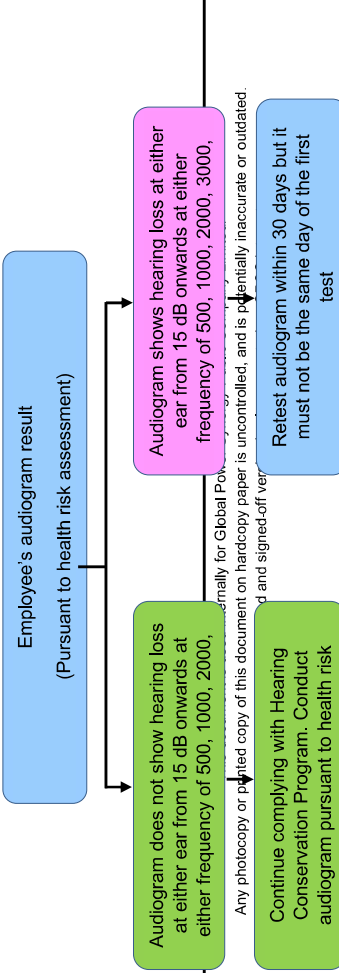 Employee's audiogram result
(Pursuant to health risk assessment)
Audiogram does not show hearing loss
at either ear from 15 dB onwards at
either frequency of 500, 1000, 2000,
Audiogram shows hearing loss at either
ear from 15 dB onwards at either
frequency of 500, 1000, 2000, 3000,
for Global
Any photocopy or printed copy of this document on hardcopy paper is uncontrolled, and is potentially inaccurate or outdated.
and signed-off
Continue complying with Hearing
Conservation Program. Conduct
audiogram pursuant to health risk
Retest audiogram within 30 days but it
must not be the same day of the first
test